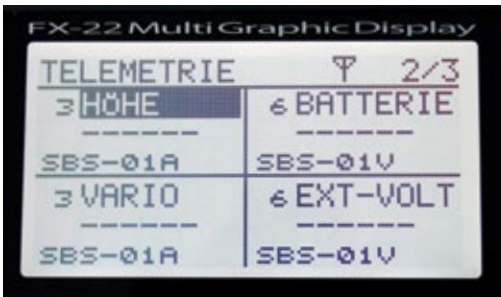 FX-22 Multi Graphic Display
TELEMETRIE 2/3
3 HÖHE
------
SBS-01A
6 BATTERIE
------
SBS-01V
3 VARIO
------
SBS-01A
6 EXT-VOLT
------
SBS-01V